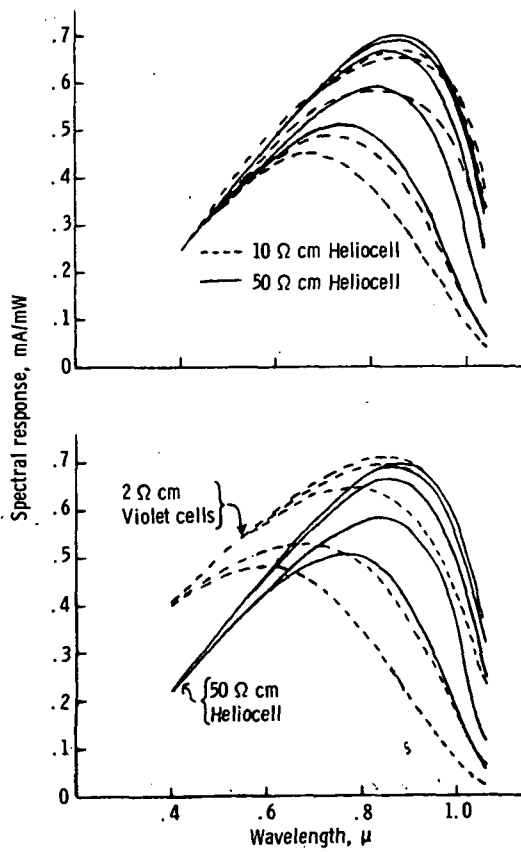 .7
.6
.5
.4
.3
.2
.1
0
10 Ω cm Heliocell
50 Ω cm Heliocell
Spectral response, mA/mW
.7
.6
.5
.4
.3
.2
.1
0
2 Ω cm
Violet cells
50 Ω cm
Heliocell
s
.4
.6
.8
1.0
Wavelength, μ